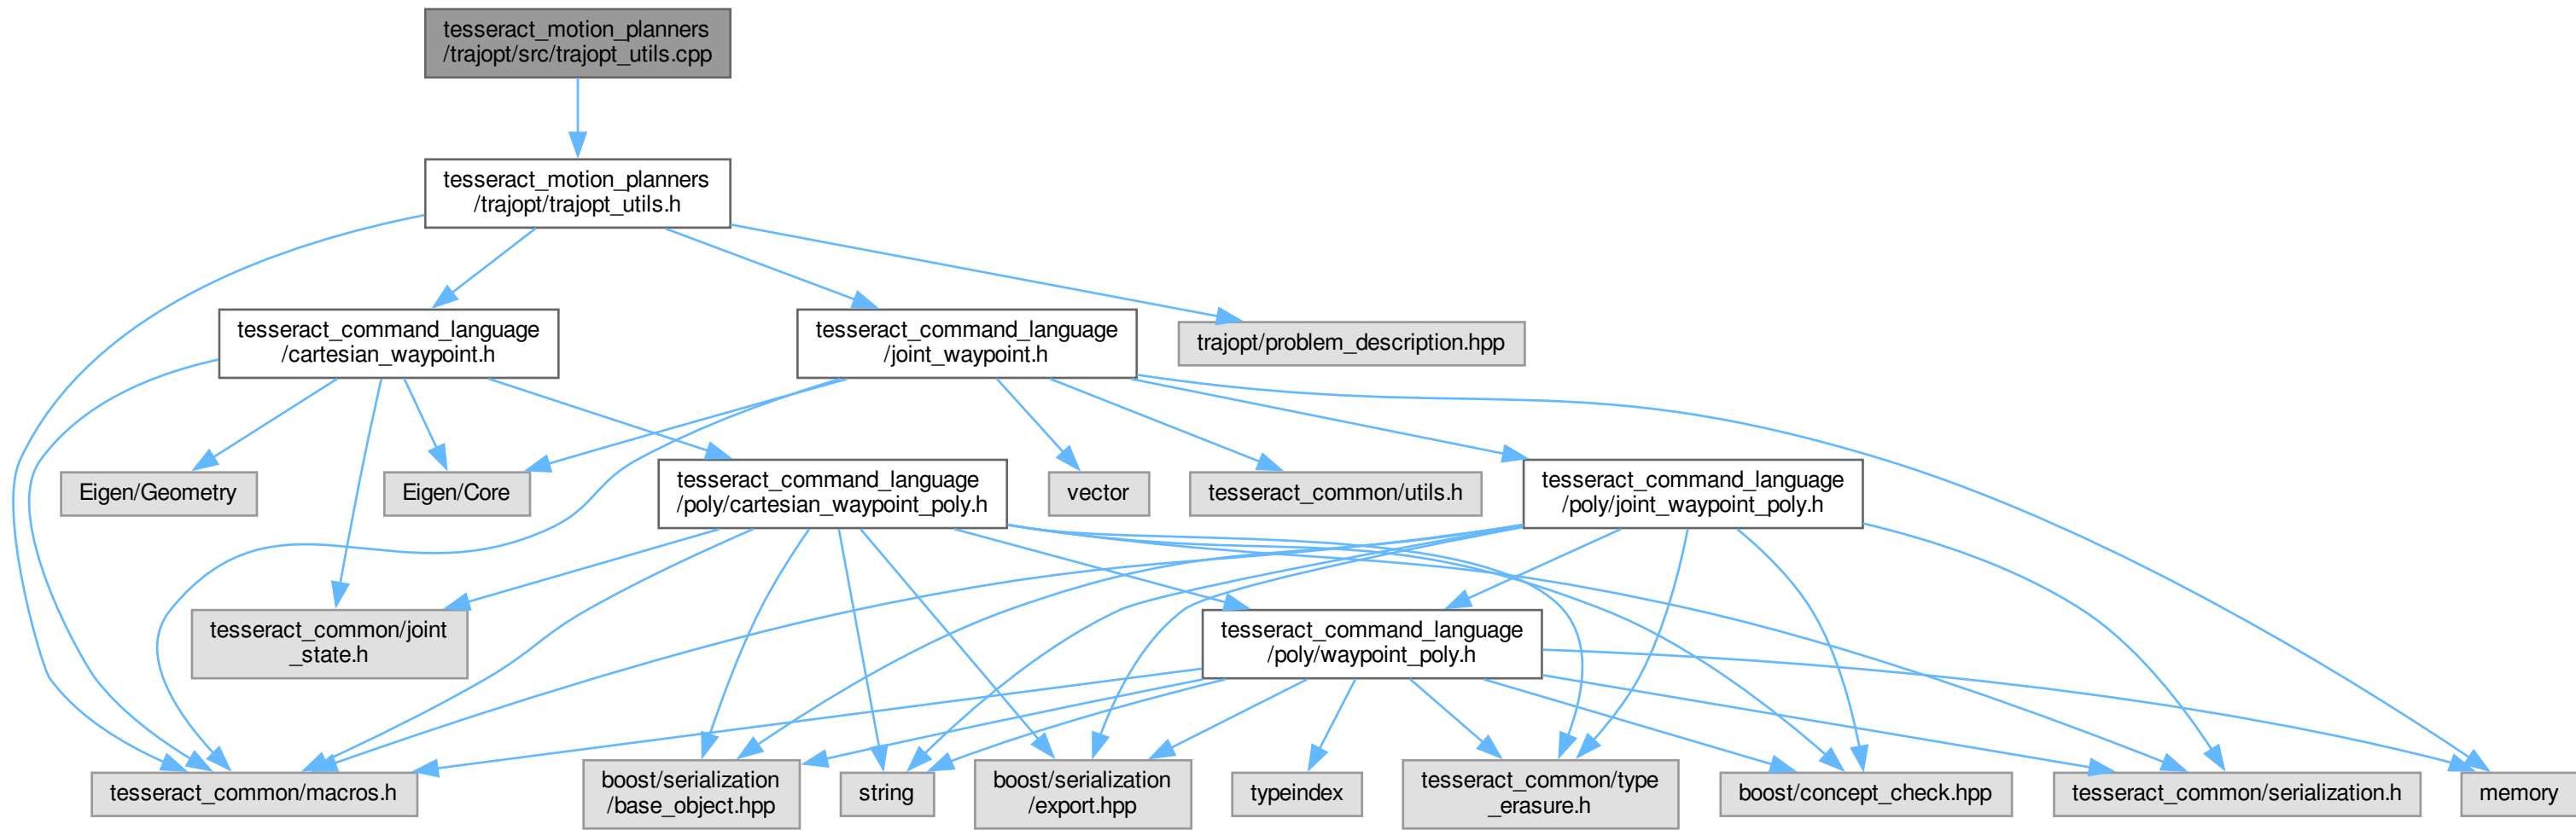 tesseract_motion_planners
/trajopt/src/trajopt_utils.cpp
tesseract_motion_planners
/trajopt/trajopt_utils.h
tesseract_command_language
/cartesian_waypoint.h
tesseract_command_language
/joint_waypoint.h
trajopt/problem_description.hpp
Eigen/Geometry
Eigen/Core
tesseract_command_language
/poly/cartesian_waypoint_poly.h
vector
tesseract_common/utils.h
tesseract_command_language
/poly/joint_waypoint_poly.h
tesseract_common/joint
_state.h
tesseract_command_language
/poly/waypoint_poly.h
tesseract_common/macros.h
boost/serialization
/base_object.hpp
string
boost/serialization
/export.hpp
typeindex
tesseract_common/type
_erasure.h
boost/concept_check.hpp
tesseract_common/serialization.h
memory